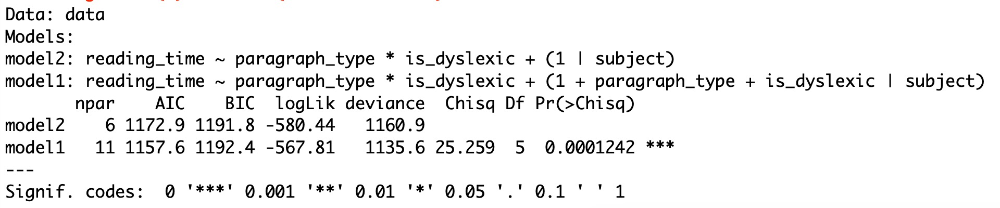 Data: data
Models:
model2: reading_time ~ paragraph_type * is_dyslexic + (1 | subject)
model1: reading_time ~ paragraph_type * is_dyslexic + (1 + paragraph_type + is_dyslexic | subject)
       npar    AIC    BIC  logLik deviance  Chisq Df Pr(>Chisq)
model2    6 1172.9 1191.8 -580.44   1160.9
model1   11 1157.6 1192.4 -567.81   1135.6 25.259  5  0.0001242 ***
---
Signif. codes:  0 '***' 0.001 '**' 0.01 '*' 0.05 '.' 0.1 ' ' 1